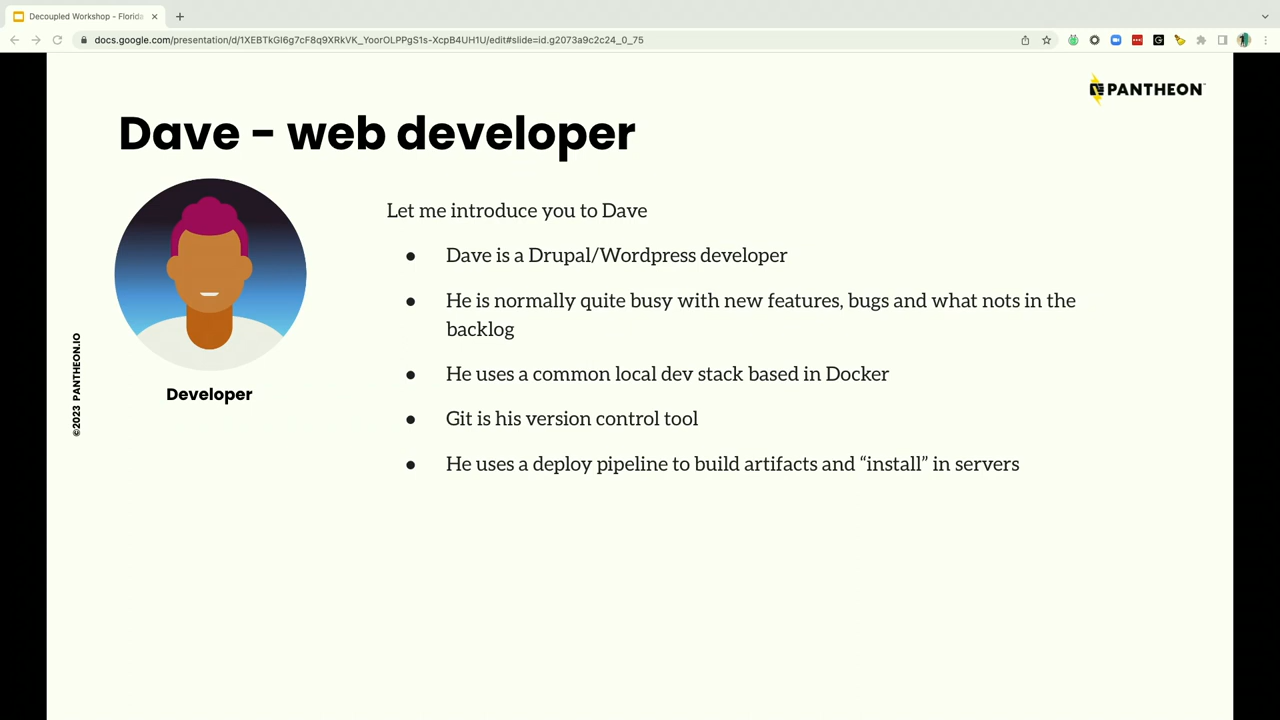 Decoupled Workshop - Florida
docs.google.com/presentation/d/1XEBTkGI6g7cF8q9XRkVK_YoorOLPPgS1s-XcpB4UH1U/edit#slide=id.g2073a9c2c24_0_75
PANTHEON
Dave - web developer
Let me introduce you to Dave
● Dave is a Drupal/Wordpress developer
● He is normally quite busy with new features, bugs and what nots in the
backlog
● He uses a common local dev stack based in Docker
● Git is his version control tool
● He uses a deploy pipeline to build artifacts and “install” in servers
Developer
©2023 PANTHEON.IO